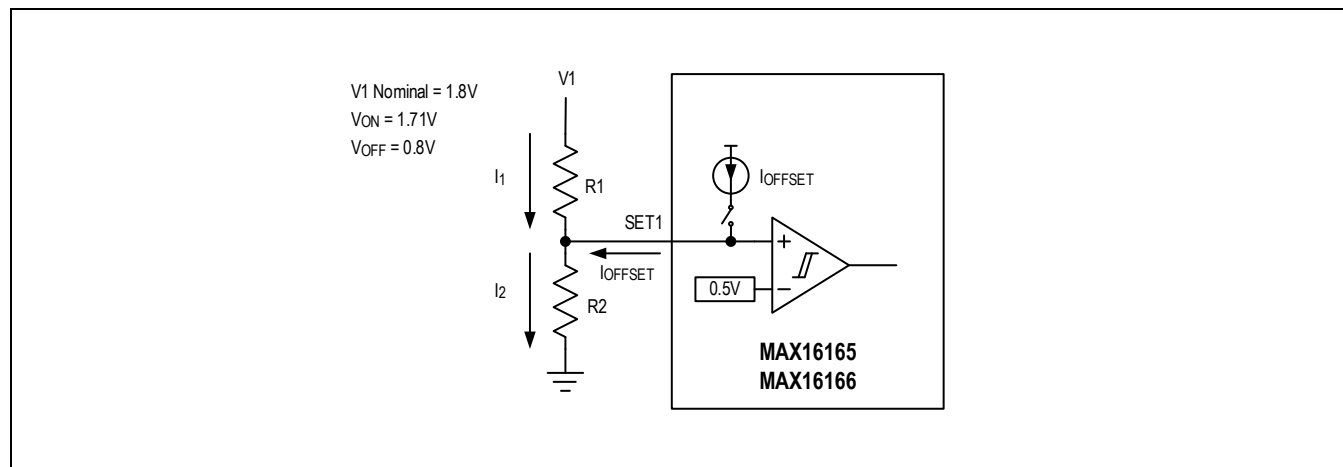 V1
V1 Nominal = 1.8V
VON = 1.71V
VOFF = 0.8V
I1
R1
IOFFSET
SET1
IOFFSET
0.5V
I2
R2
MAX16165
MAX16166